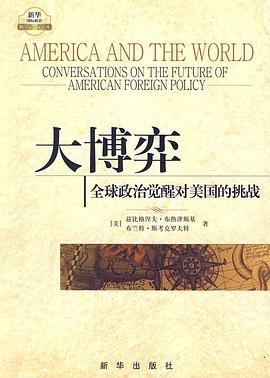 新华
AMERICA AND THE WORLD
CONVERSATIONS ON THE FUTURE OF
AMERICAN FOREIGN POLICY
大博弈
全球政治觉醒对美国的挑战
[美] 兹比格涅夫·布热津斯基
布兰特·斯考克罗夫特 著
新华出版社